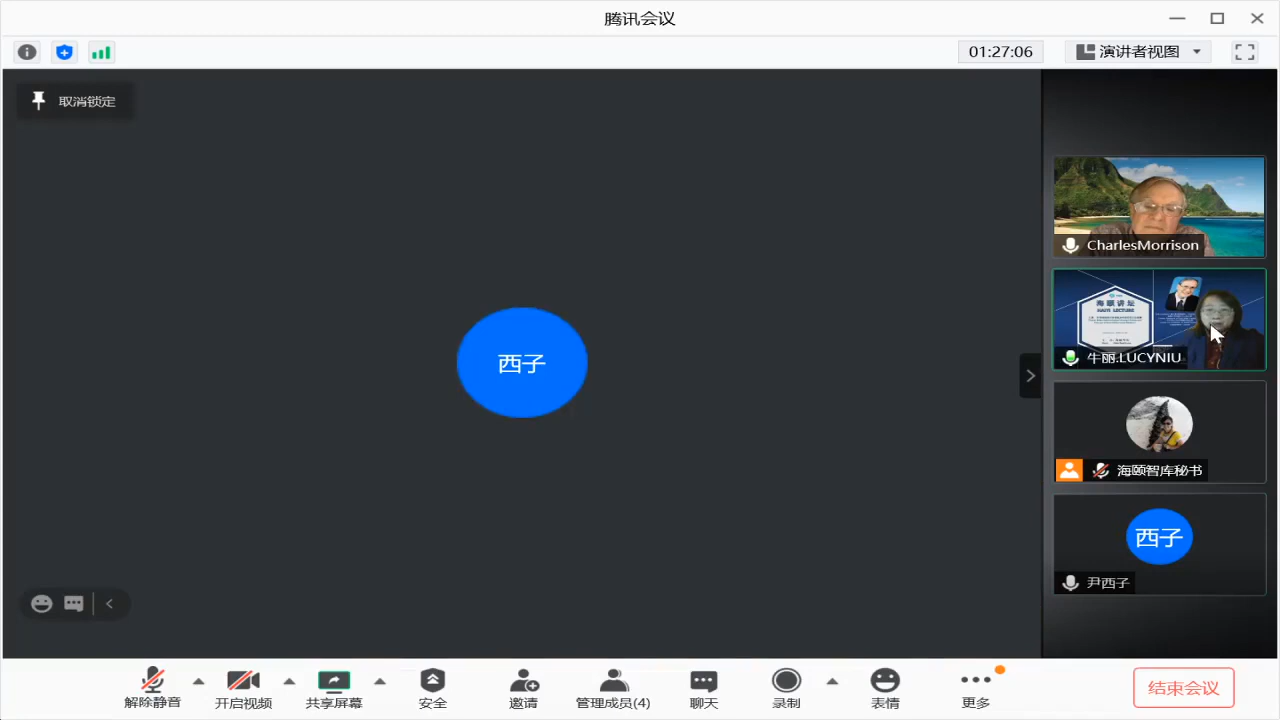 腾讯会议
01:27:06
演讲者视图
取消锁定
西子
CharlesMorrison
海颐讲坛
HAIYI LECTURE
牛丽.LUCYNIU
海颐智库秘书
西子
尹西子
解除静音
开启视频
共享屏幕
安全
邀请
管理成员(4)
聊天
录制
表情
更多
结束会议